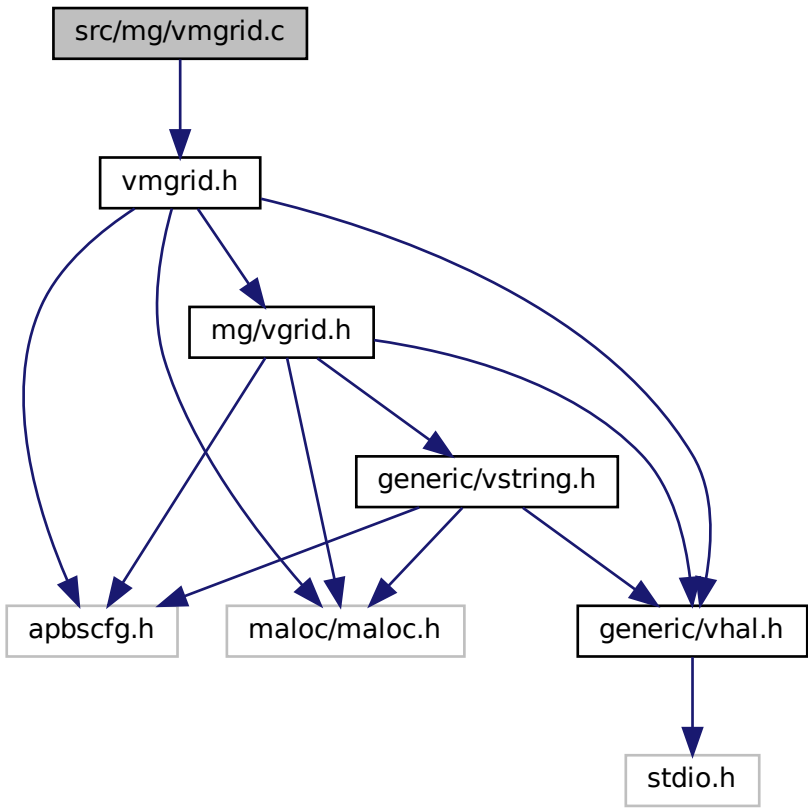 src/mg/vmgrid.c
vmgrid.h
mg/vgrid.h
generic/vstring.h
apbscfg.h
maloc/maloc.h
generic/vhal.h
stdio.h